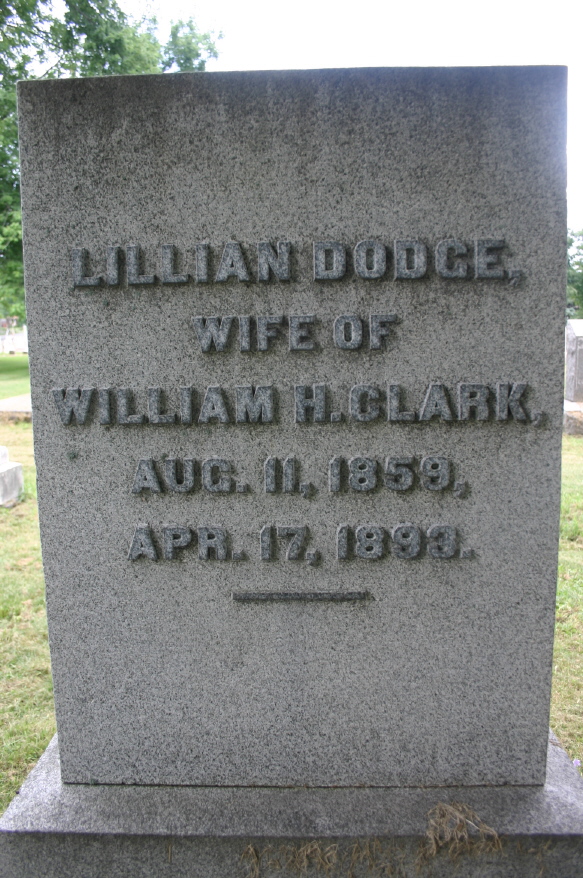 LILLIAN DODGE,
WIFE OF
WILLIAM H. CLARK,
AUG. 11, 1859,
APR. 17, 1893.